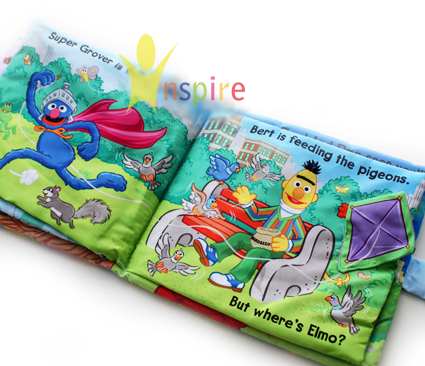 Super Grover is
nspire
Bert is feeding the pigeons.
But where's Elmo?